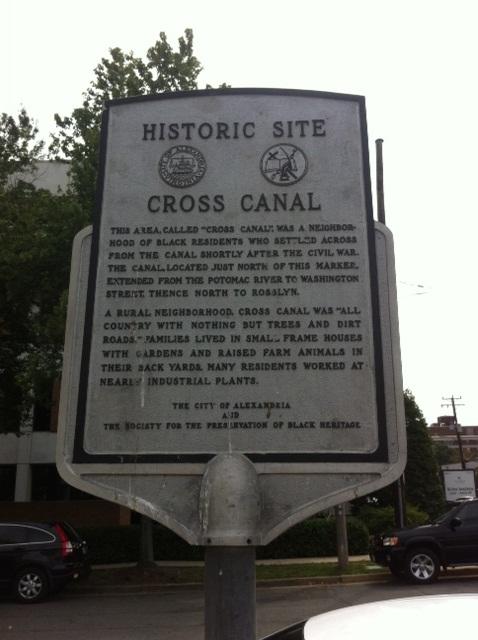 HISTORIC SITE
CROSS CANAL
THIS AREA, CALLED "CROSS CANAL", WAS A NEIGHBOR-
HOOD OF BLACK RESIDENTS WHO SETTLED ACROSS
FROM THE CANAL SHORTLY AFTER THE CIVIL WAR.
THE CANAL, LOCATED JUST NORTH OF THIS MARKER,
EXTENDED FROM THE POTOMAC RIVER TO WASHINGTON
STREET, THENCE NORTH TO ROSSLYN.
A RURAL NEIGHBORHOOD, CROSS CANAL WAS "ALL
COUNTRY WITH NOTHING BUT TREES AND DIRT
ROADS." FAMILIES LIVED IN SMALL FRAME HOUSES
WITH GARDENS AND RAISED FARM ANIMALS IN
THEIR BACK YARDS. MANY RESIDENTS WORKED AT
NEARBY INDUSTRIAL PLANTS.
THE CITY OF ALEXANDRIA
AND
THE SOCIETY FOR THE PRESERVATION OF BLACK HERITAGE